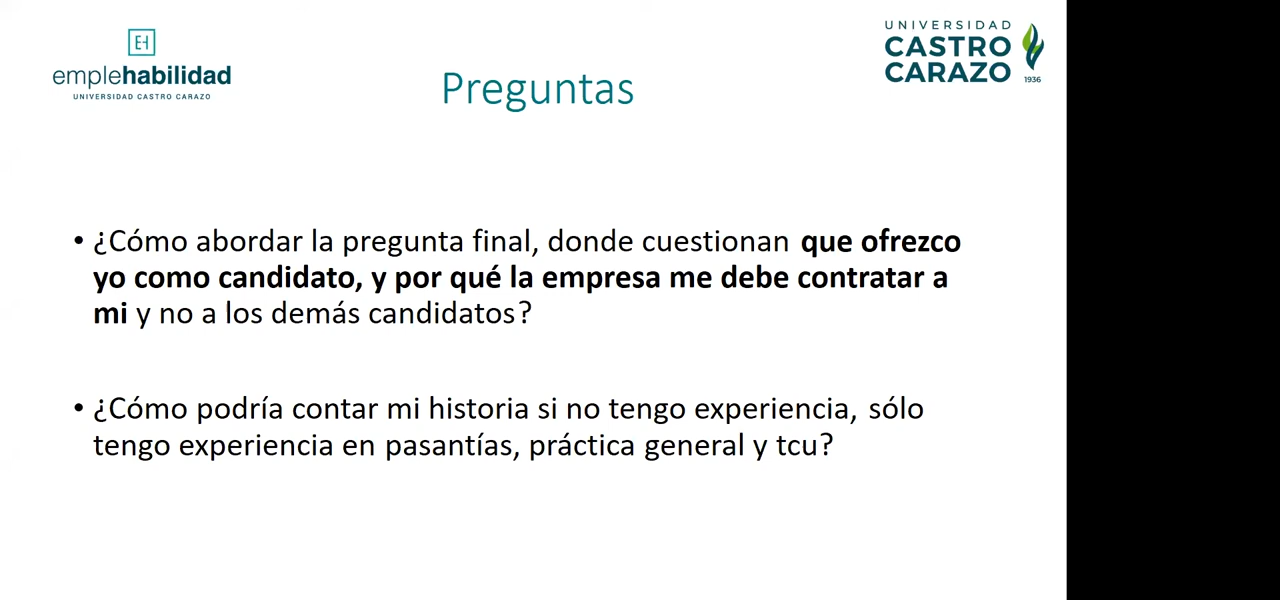 EH
emplehabilidad
UNIVERSIDAD CASTRO CARAZO
UNIVERSIDAD
CASTRO
CARAZO
1936
Preguntas
• ¿Cómo abordar la pregunta final, donde cuestionan que ofrezco
yo como candidato, y por qué la empresa me debe contratar a
mi y no a los demás candidatos?
• ¿Cómo podría contar mi historia si no tengo experiencia, sólo
tengo experiencia en pasantías, práctica general y tcu?